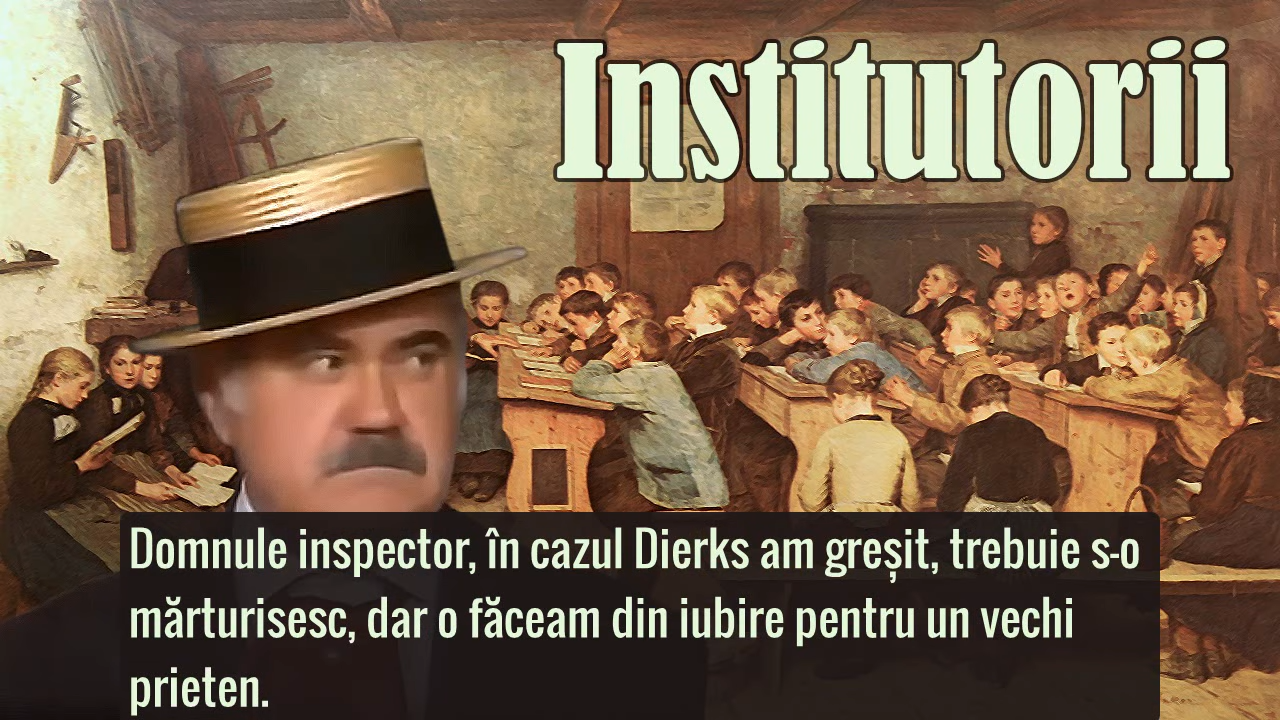 Institutorii
Domnule inspector, în cazul Dierks am greșit, trebuie s-o
mărturisesc, dar o făceam din iubire pentru un vechi
prieten.